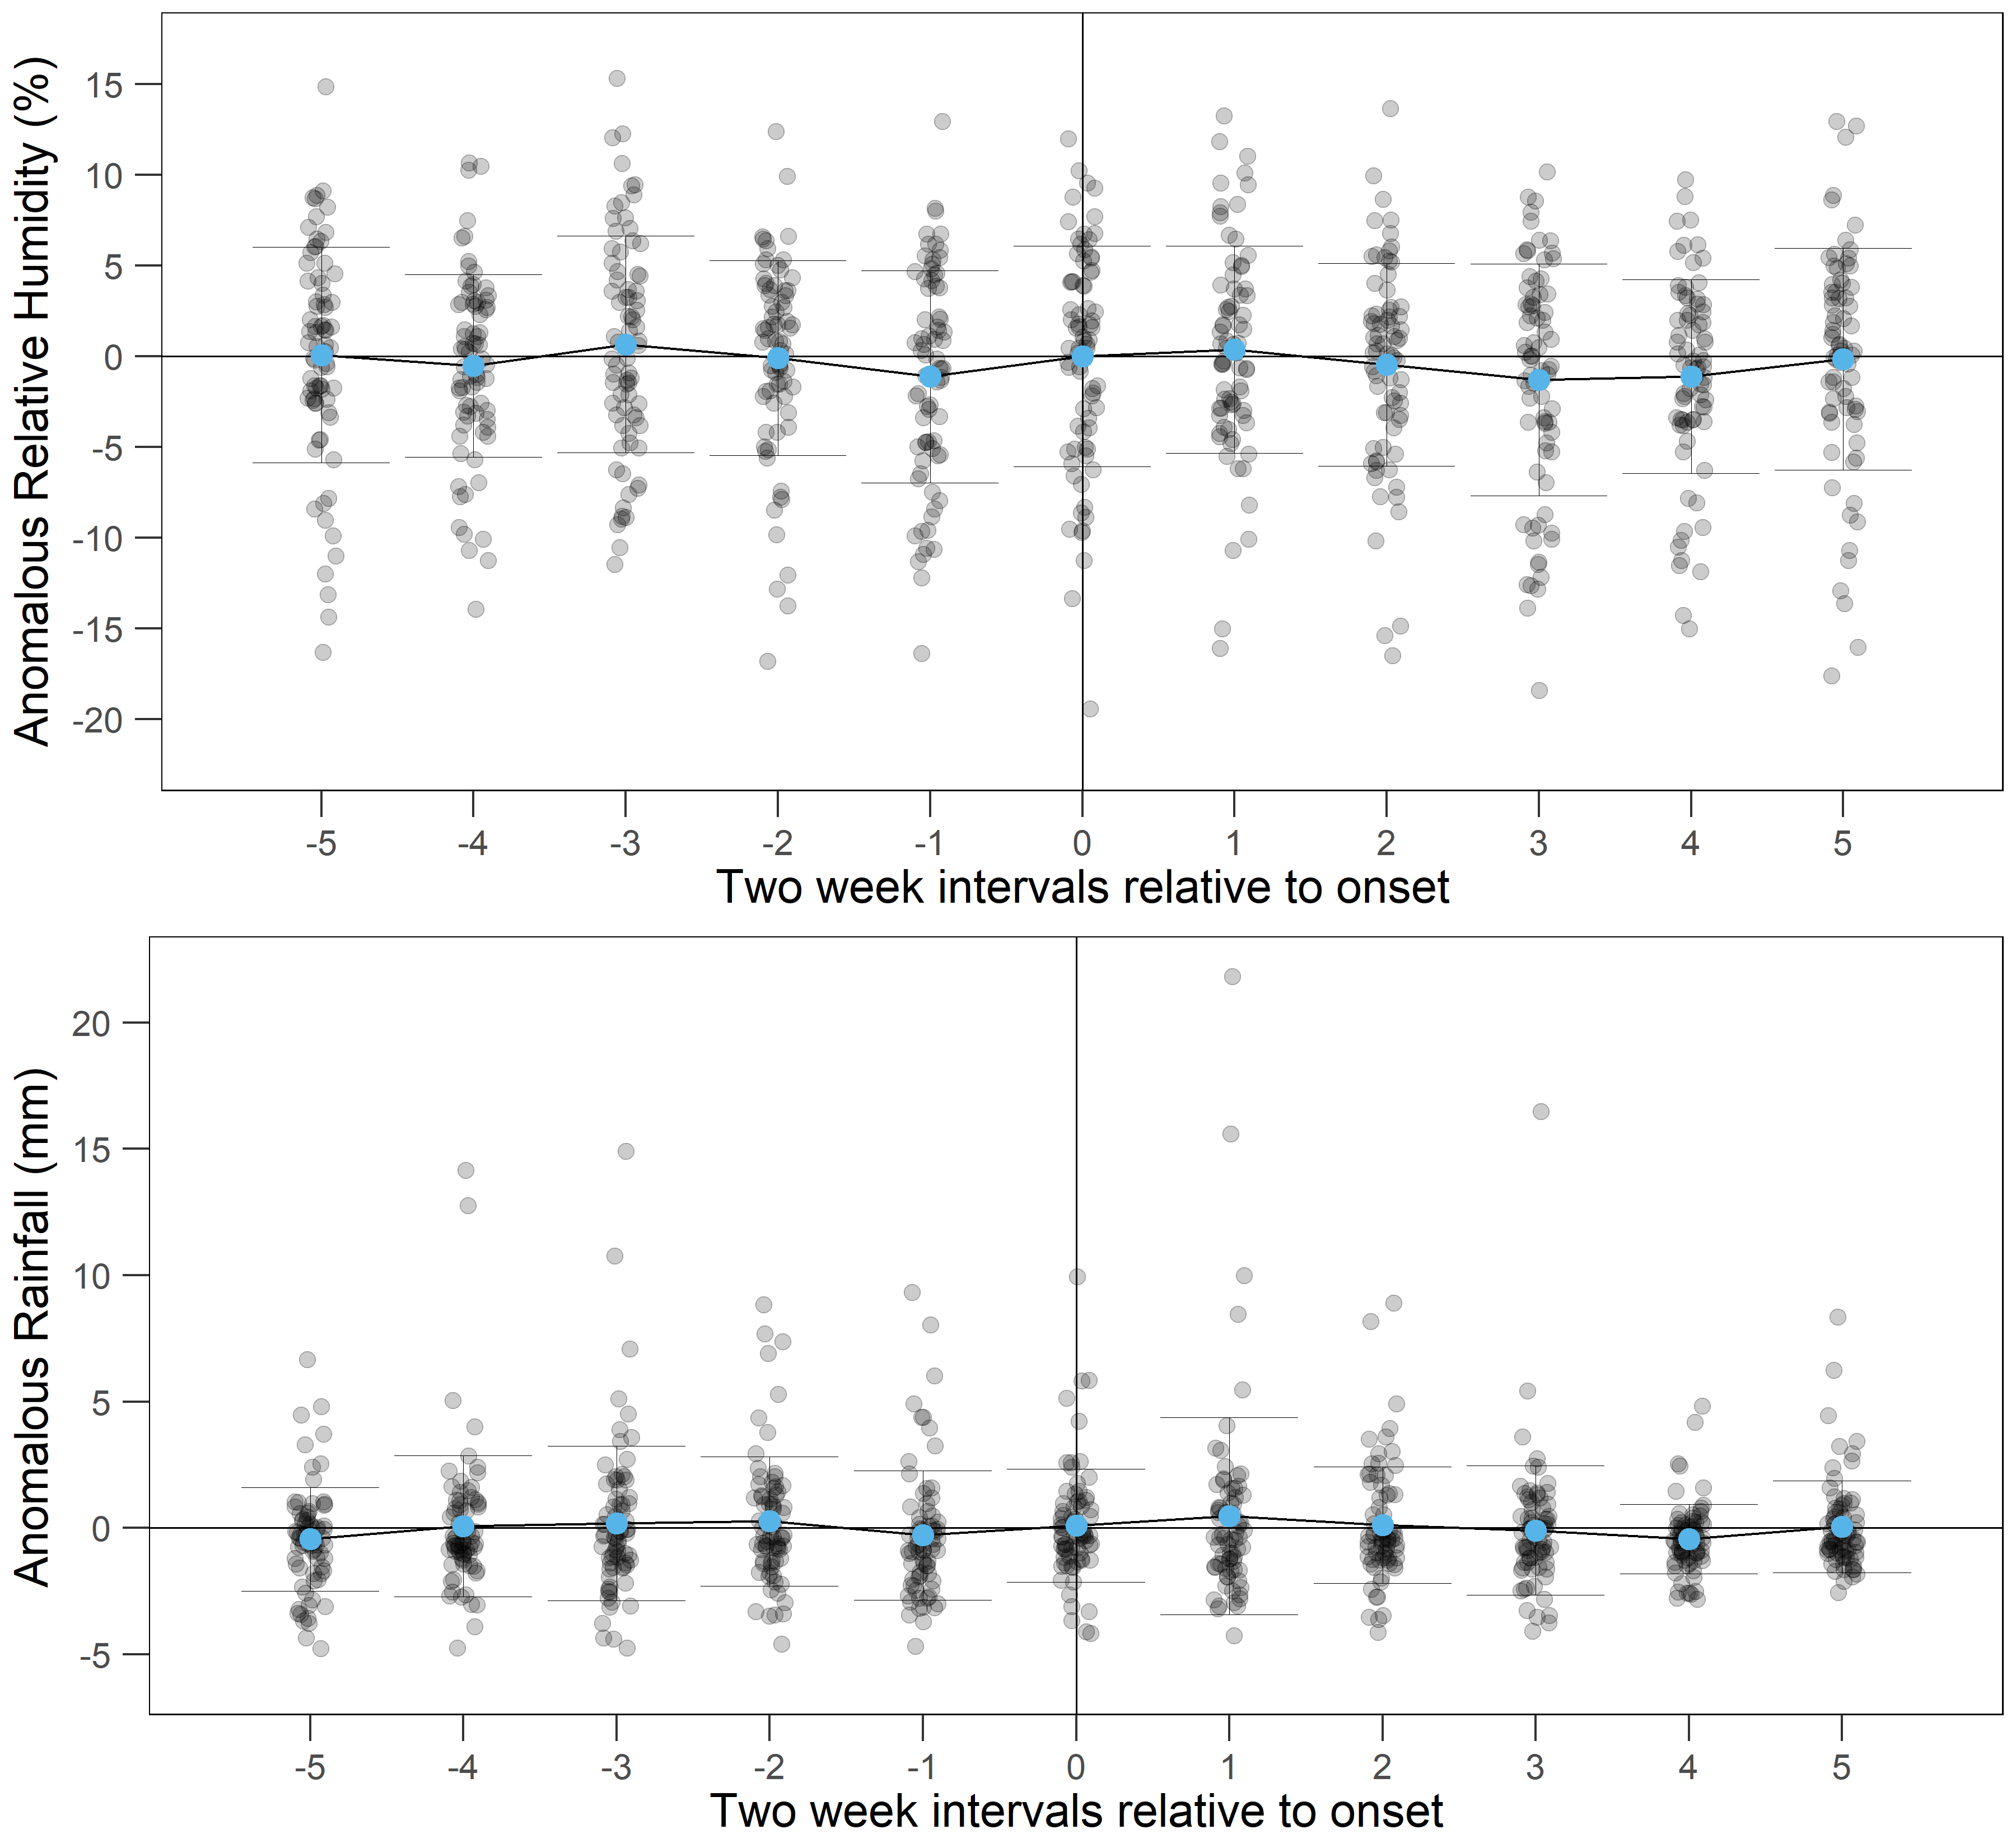 Anomalous Relative Humidity (%)
15
10
5
0
-5
-10
-15
-20
-5 -4 -3 -2 -1 0 1 2 3 4 5
Two week intervals relative to onset
Anomalous Rainfall (mm)
20
15
10
5
0
-5
-5 -4 -3 -2 -1 0 1 2 3 4 5
Two week intervals relative to onset